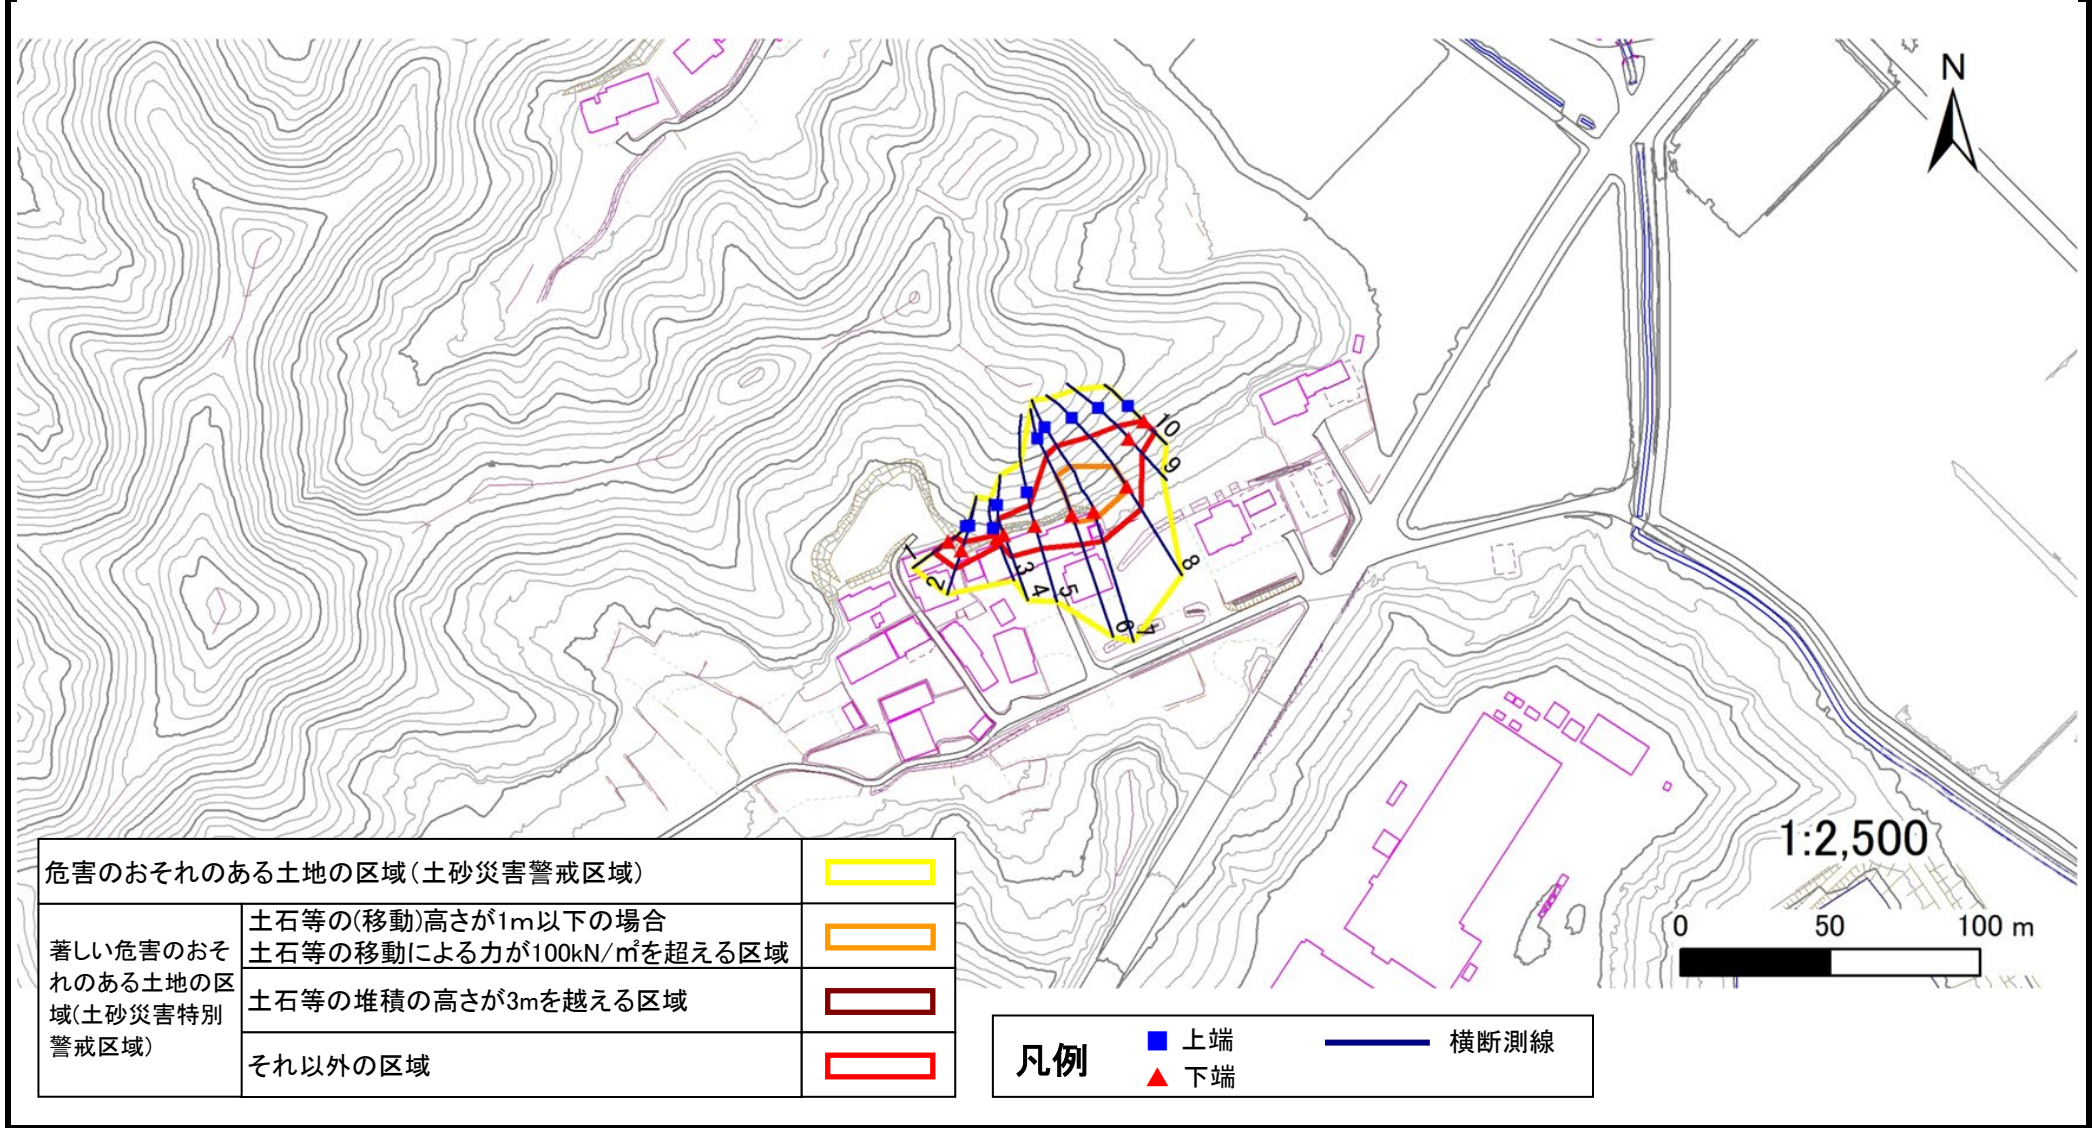 N
10
9
8
1
2
3
4
5
6
7
1:2,500
0 50 100 m
危害のおそれのある土地の区域(土砂災害警戒区域)
著しい危害のおそ
れのある土地の区
域(土砂災害特別
警戒区域)
土石等の(移動)高さが1m以下の場合
土石等の移動による力が100kN/㎡を超える区域
土石等の堆積の高さが3mを越える区域
それ以外の区域
凡例
上端
横断測線
下端